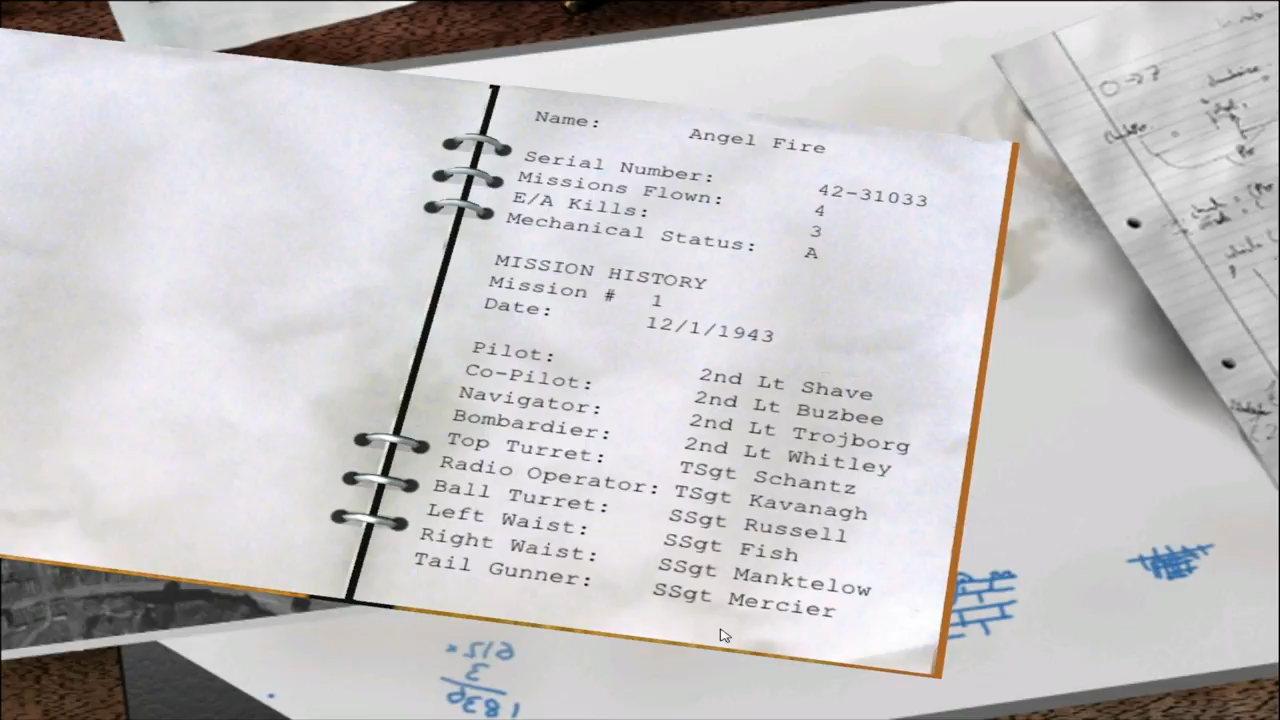 Name: Angel Fire
Serial Number: 42-31033
Missions Flown: 4
E/A Kills: 3
Mechanical Status: A
MISSION HISTORY
Mission # 1
Date: 12/1/1943
Pilot: 2nd Lt Shave
Co-Pilot: 2nd Lt Buzbee
Navigator: 2nd Lt Trojborg
Bombardier: 2nd Lt Whitley
Top Turret: TSgt Schantz
Radio Operator: TSgt Kavanagh
Ball Turret: SSgt Russell
Left Waist: SSgt Fish
Right Waist: SSgt Manktelow
Tail Gunner: SSgt Mercier